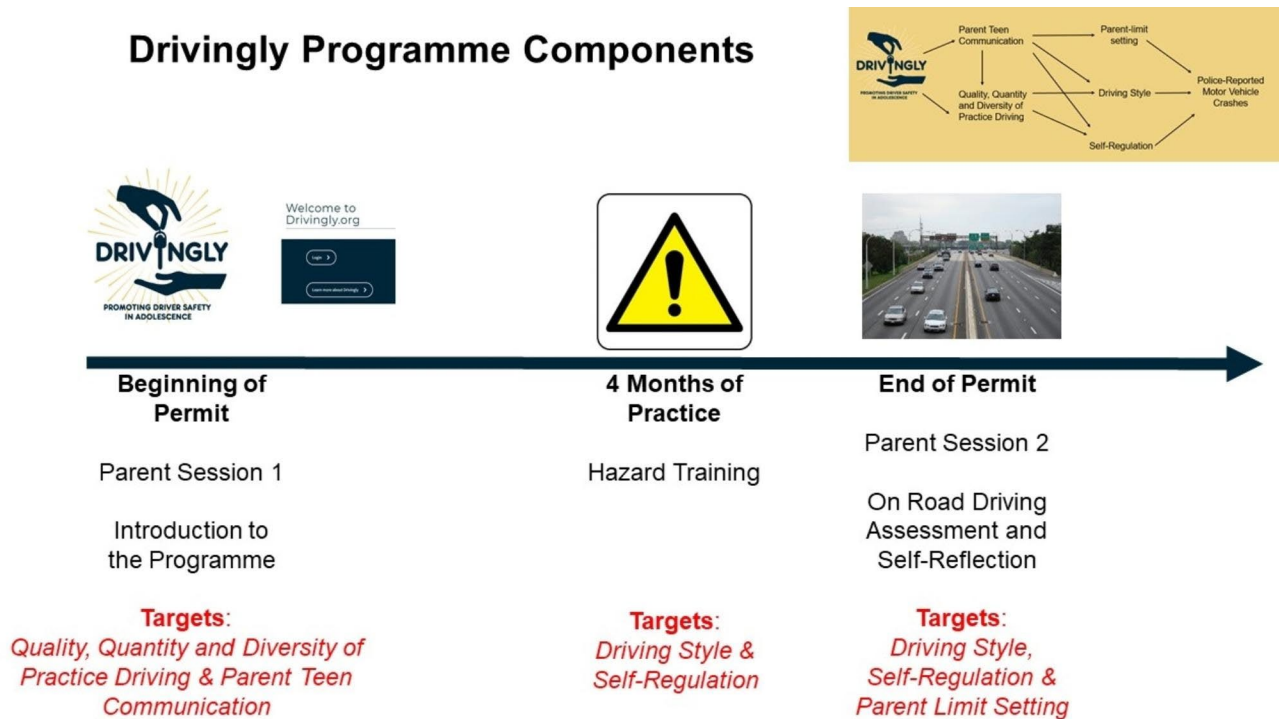 Drivingly Programme Components
DRIVINGLY
PROMOTING DRIVER SAFETY
IN ADOLESCENCE
Parent Teen
Communication
Parent-limit
setting
Quality, Quantity
and Diversity of
Practice Driving
Driving Style
Police-Reported
Motor Vehicle
Crashes
Self-Regulation
DRIVINGLY
PROMOTING DRIVER SAFETY
IN ADOLESCENCE
Welcome to
Drivingly.org
Login
Learn more about Drivingly
Beginning of
Permit
Parent Session 1
Introduction to
the Programme
Targets:
Quality, Quantity and Diversity of
Practice Driving & Parent Teen
Communication
4 Months of
Practice
Hazard Training
Targets:
Driving Style &
Self-Regulation
End of Permit
Parent Session 2
On Road Driving
Assessment and
Self-Reflection
Targets:
Driving Style,
Self-Regulation &
Parent Limit Setting